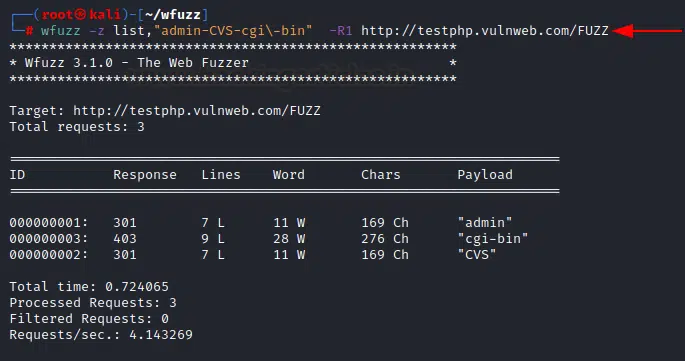 ┌──(root㉿kali)-[~/wfuzz]
└─# wfuzz -z list,"admin-CVS-cgi\-bin"  -R1 http://testphp.vulnweb.com/FUZZ
********************************************************
* Wfuzz 3.1.0 - The Web Fuzzer                         *
********************************************************
Target: http://testphp.vulnweb.com/FUZZ
Total requests: 3
=====================================================================
ID           Response   Lines    Word       Chars       Payload
=====================================================================
000000001:   301        7 L      11 W       169 Ch      "admin"
000000003:   403        9 L      28 W       276 Ch      "cgi-bin"
000000002:   301        7 L      11 W       169 Ch      "CVS"
Total time: 0.724065
Processed Requests: 3
Filtered Requests: 0
Requests/sec.: 4.143269